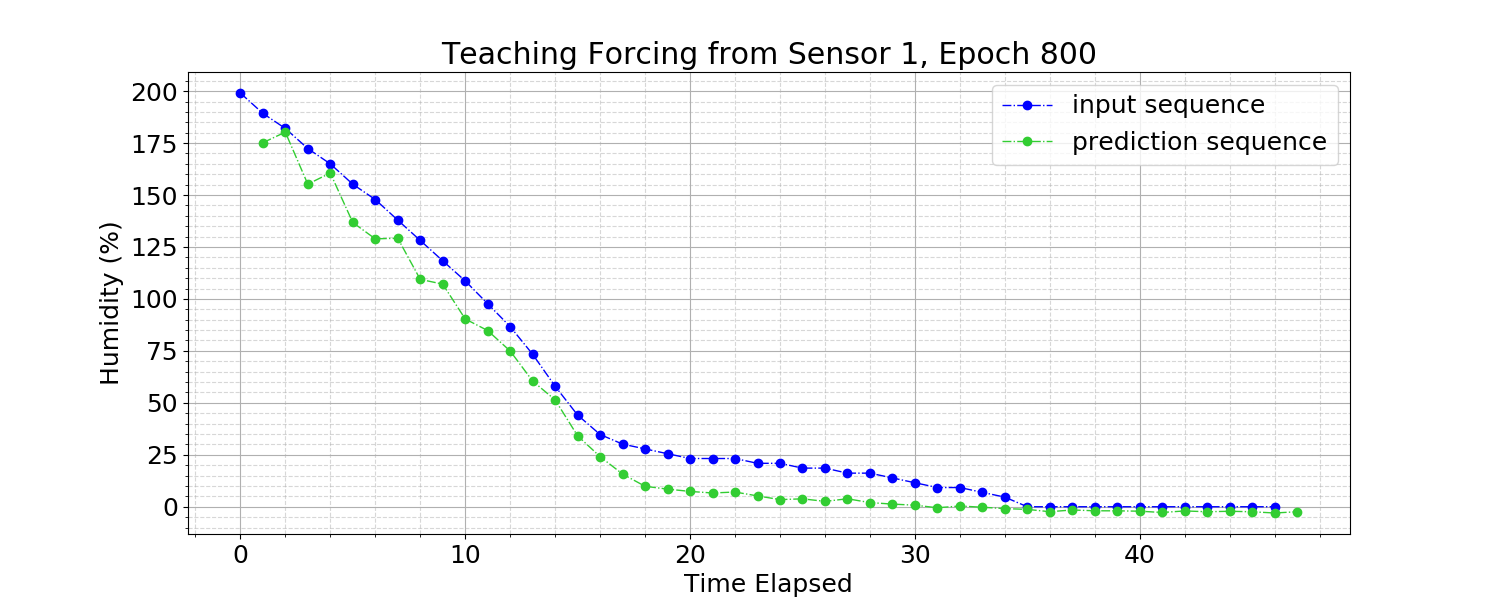 Teaching Forcing from Sensor 1, Epoch 800
200
175
150
125
100
75
50
25
0
Humidity (%)
input sequence
prediction sequence
0 10 20 30 40
Time Elapsed